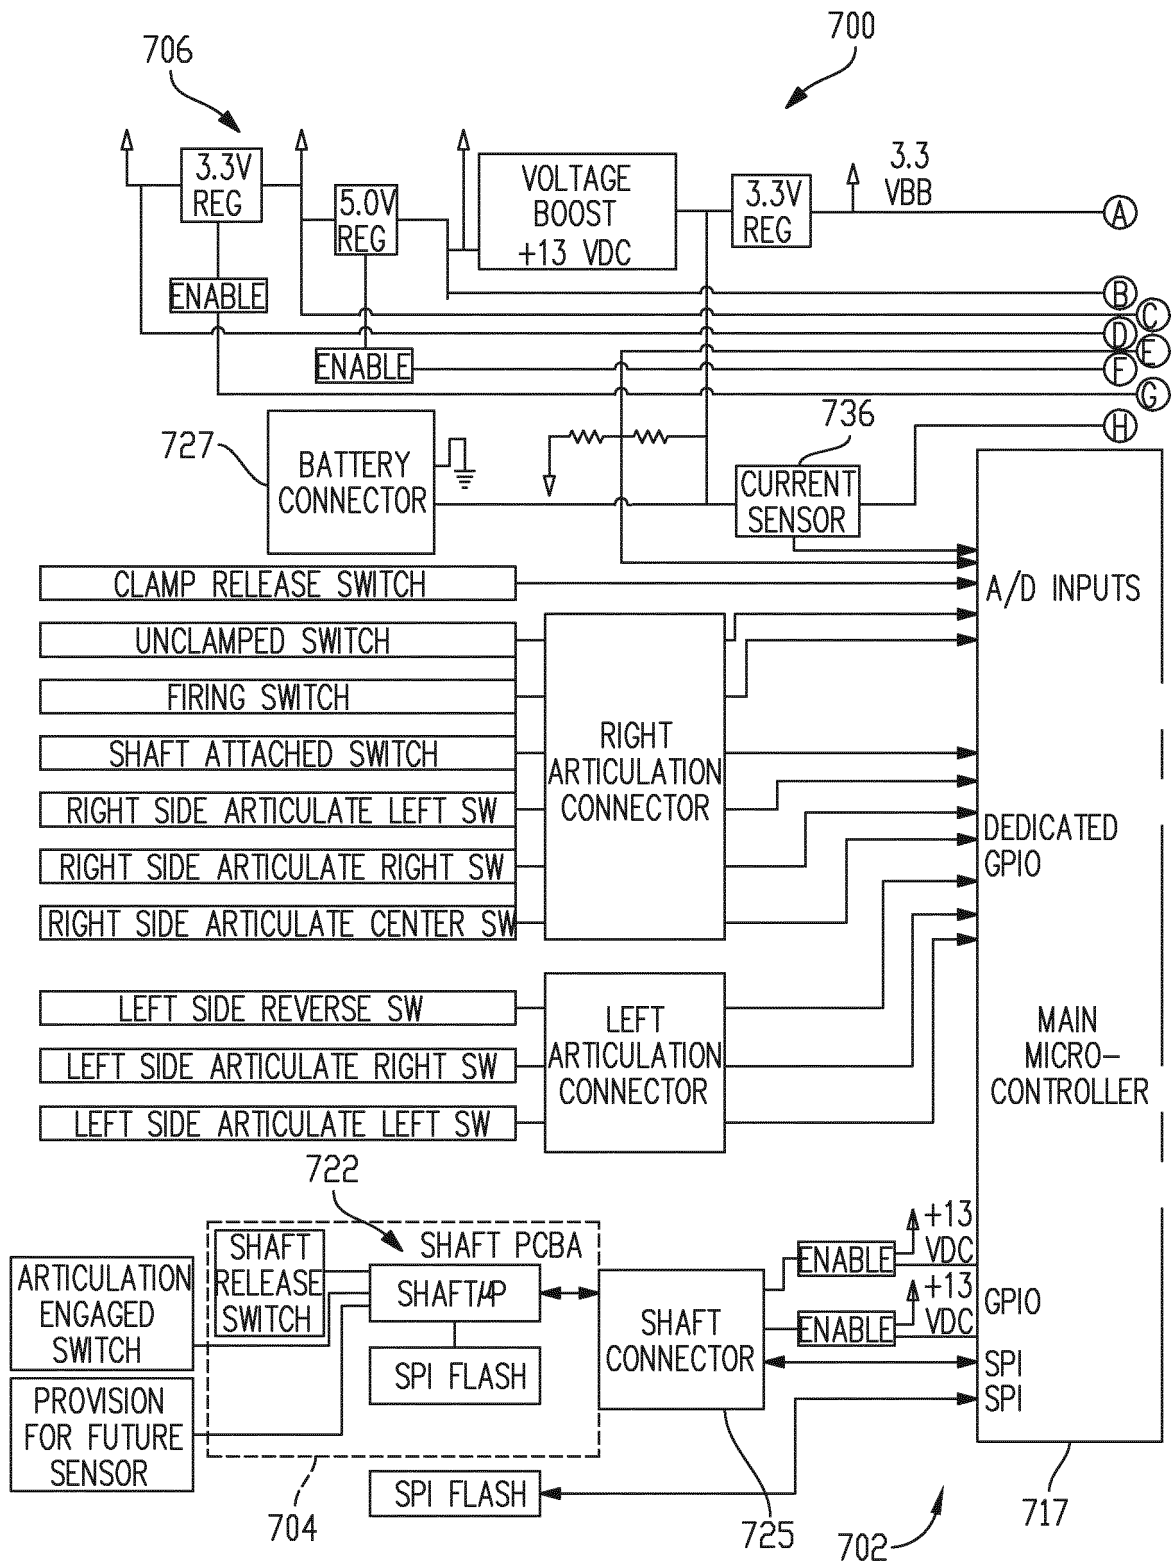 700
706
3.3V
REG
5.0V
REG
VOLTAGE
BOOST
+13 VDC
3.3V
REG
3.3
VBB
A
ENABLE
B
C
D
E
ENABLE
F
G
736
H
727
BATTERY
CONNECTOR
CURRENT
SENSOR
CLAMP RELEASE SWITCH
A/D INPUTS
UNCLAMPED SWITCH
FIRING SWITCH
SHAFT ATTACHED SWITCH
RIGHT SIDE ARTICULATE LEFT SW
RIGHT SIDE ARTICULATE RIGHT SW
RIGHT SIDE ARTICULATE CENTER SW
RIGHT
ARTICULATION
CONNECTOR
DEDICATED
GPIO
LEFT SIDE REVERSE SW
LEFT SIDE ARTICULATE RIGHT SW
LEFT SIDE ARTICULATE LEFT SW
LEFT
ARTICULATION
CONNECTOR
MAIN
MICRO-
CONTROLLER
722
SHAFT PCBA
SHAFT
RELEASE
SWITCH
ARTICULATION
ENGAGED
SWITCH
SHAFT μP
SPI FLASH
PROVISION
FOR FUTURE
SENSOR
SHAFT
CONNECTOR
ENABLE
+13
VDC
ENABLE
+13
VDC
GPIO
SPI
SPI
SPI FLASH
704
725
702
717